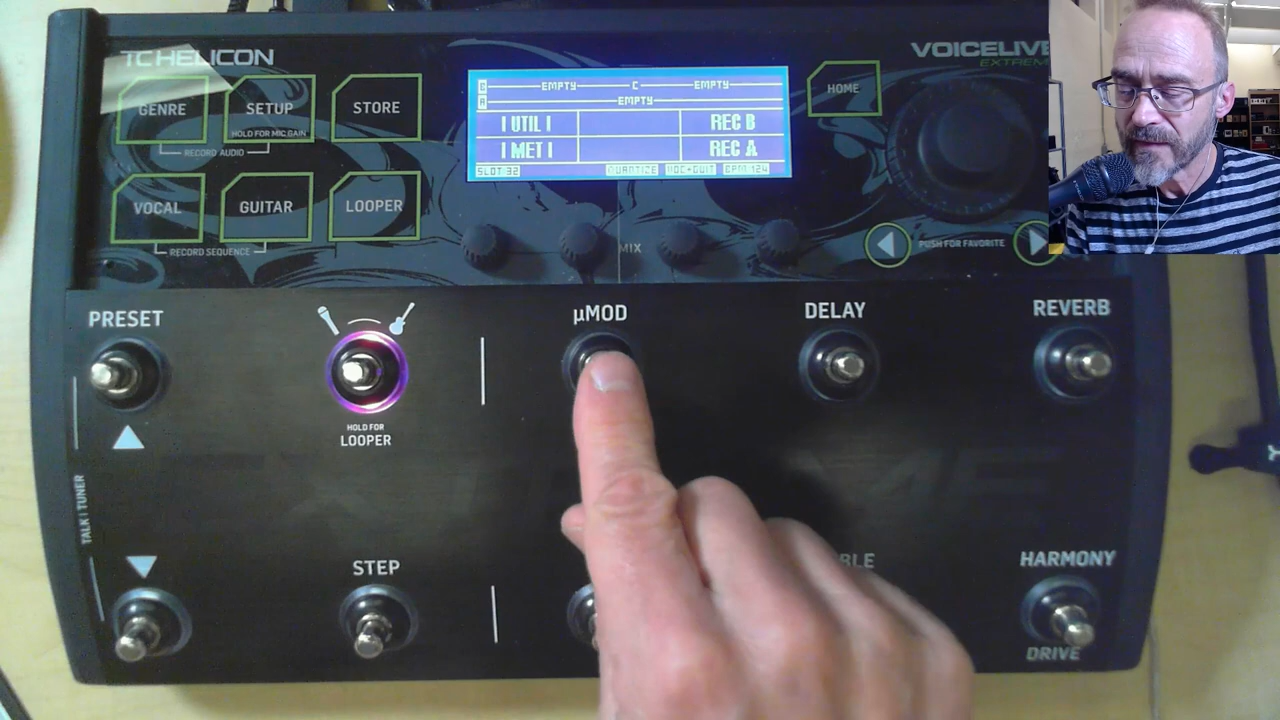 TC HELICON
VOICELIVE
EXTREME
GENRE
SETUP
HOLD FOR MIC GAIN
STORE
RECORD AUDIO
VOCAL
GUITAR
LOOPER
RECORD SEQUENCE
B EMPTY C EMPTY
A EMPTY
UTIL REC B
MET REC A
SLOT 32 QUANTIZE VOC+GUIT BPM 124
HOME
MIX
PUSH FOR FAVORITE
PRESET
µMOD
DELAY
REVERB
HOLD FOR
LOOPER
TALK | TUNER
STEP
HARMONY
DRIVE